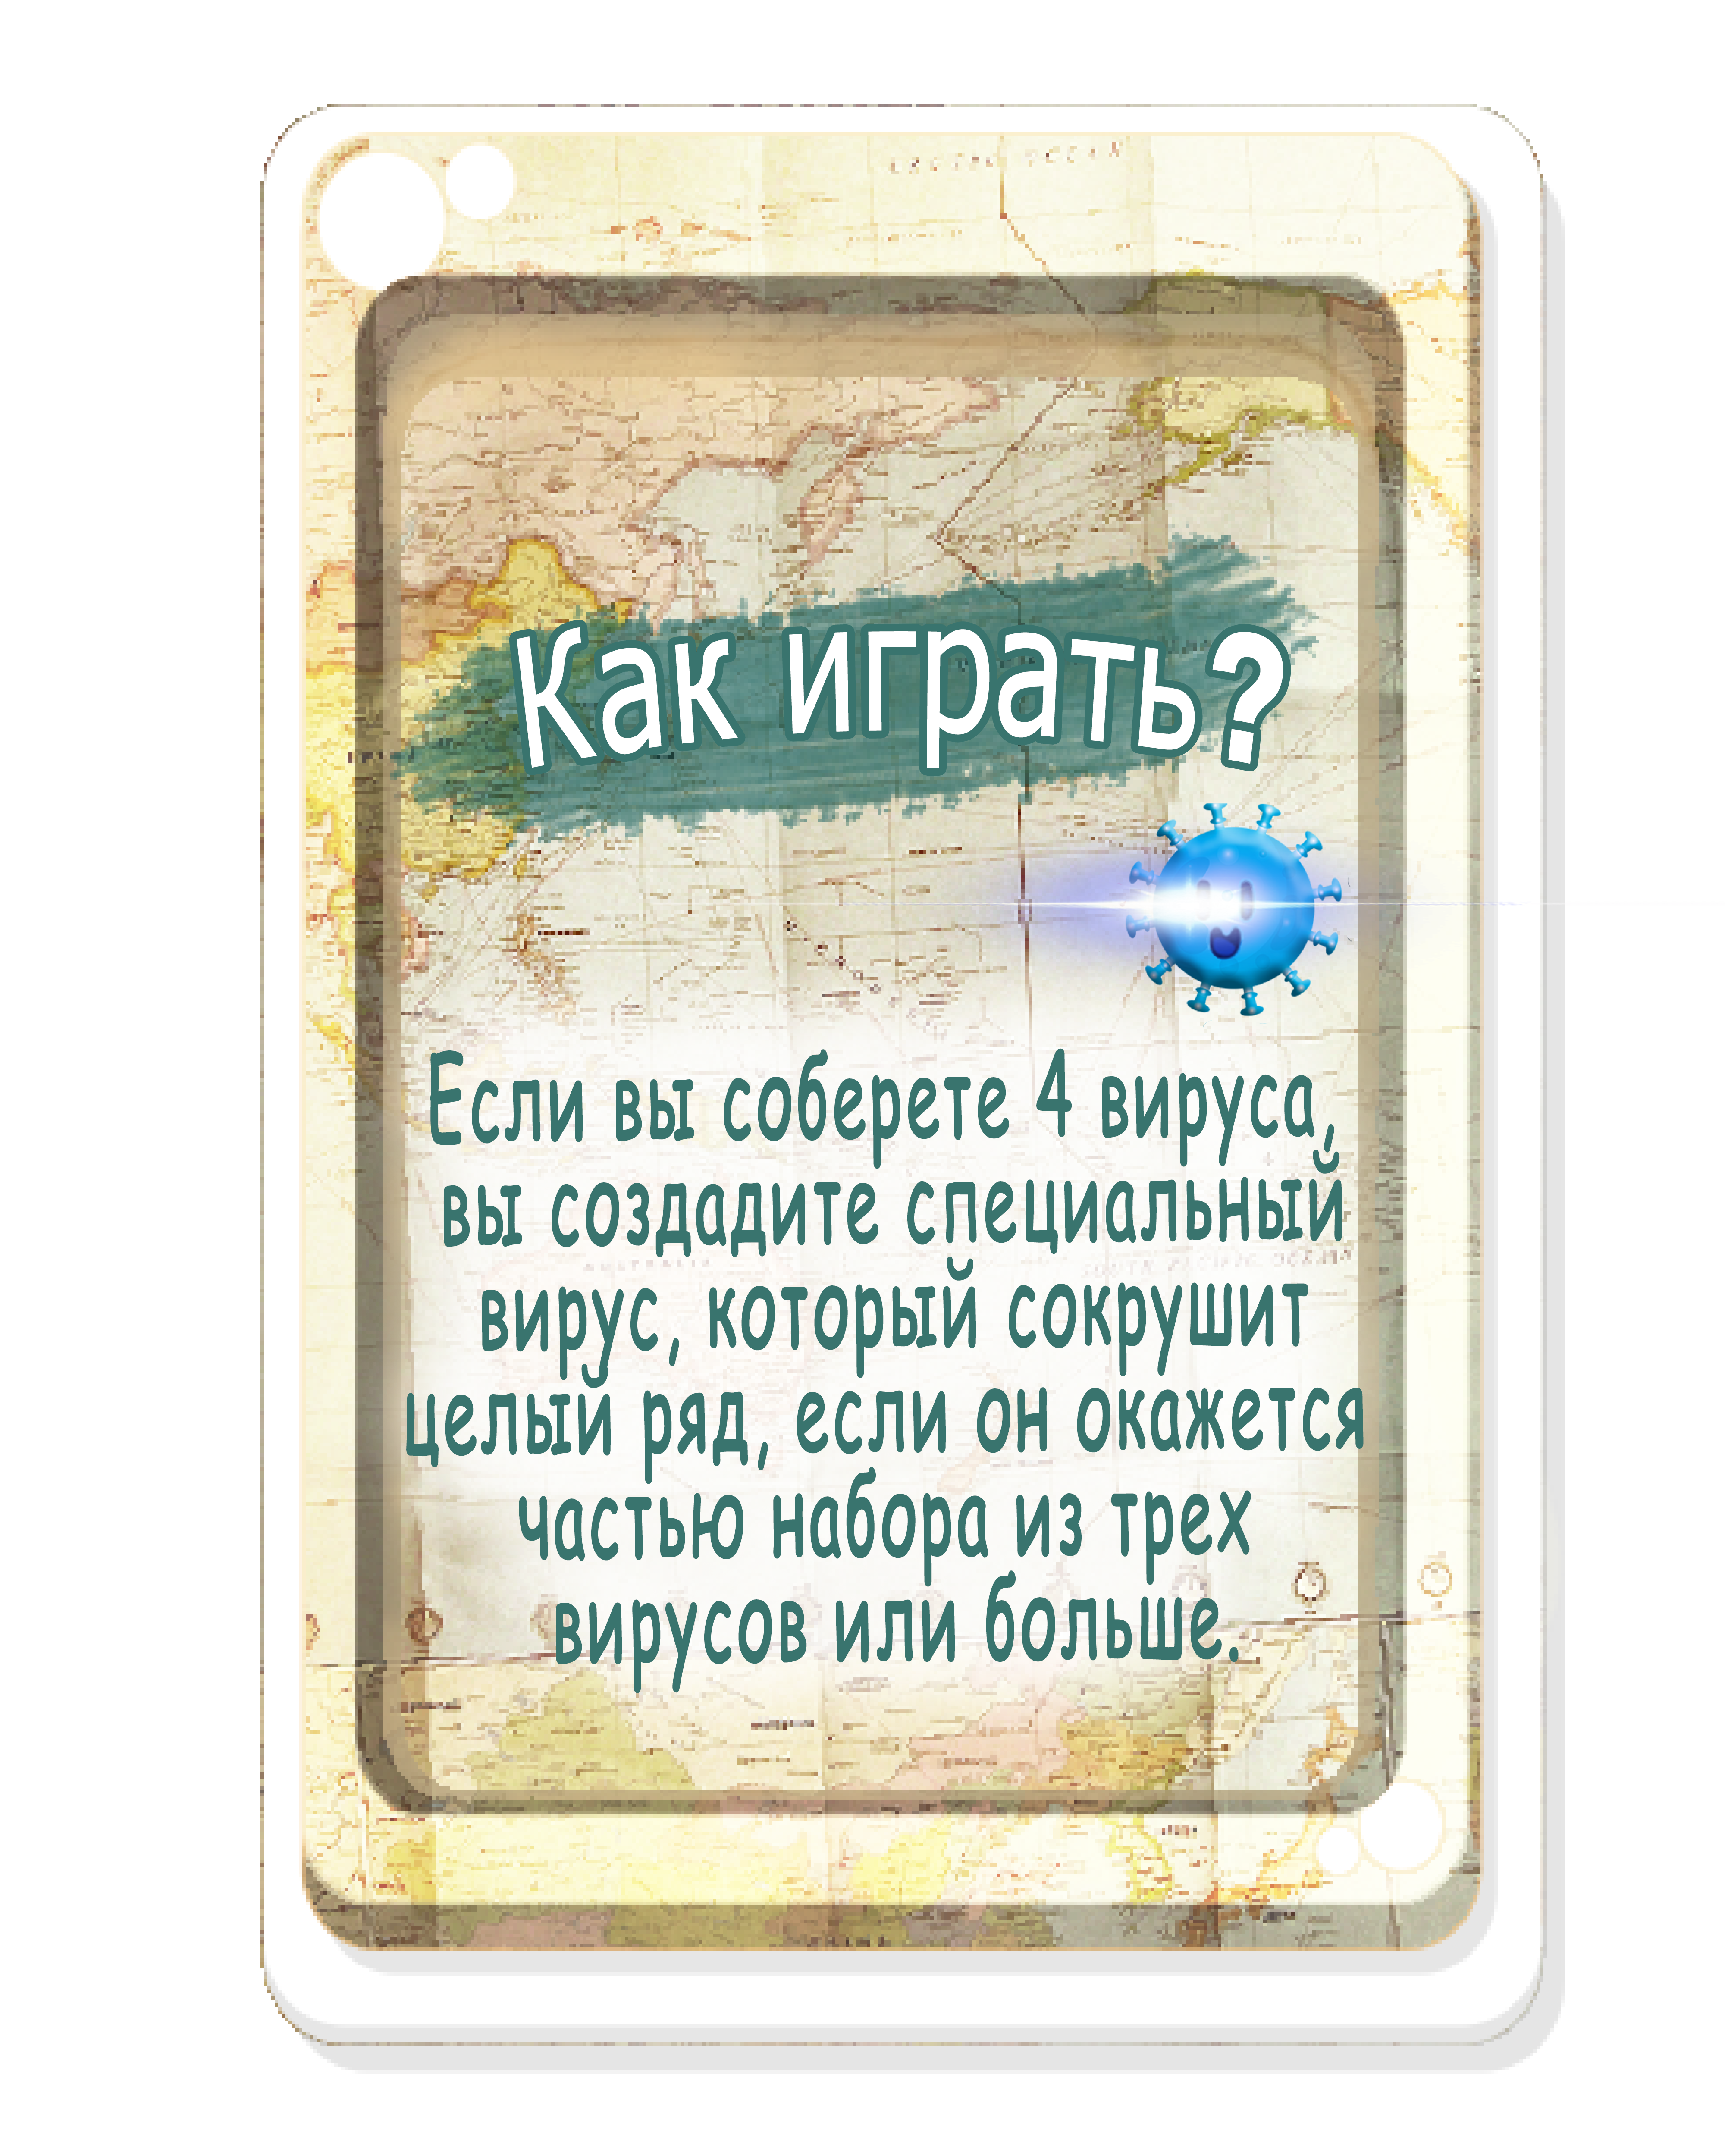 Как играть?
Если вы соберете 4 вируса,
вы создадите специальный
вирус, который сокрушит
целый ряд, если он окажется
частью набора из трех
вирусов или больше.